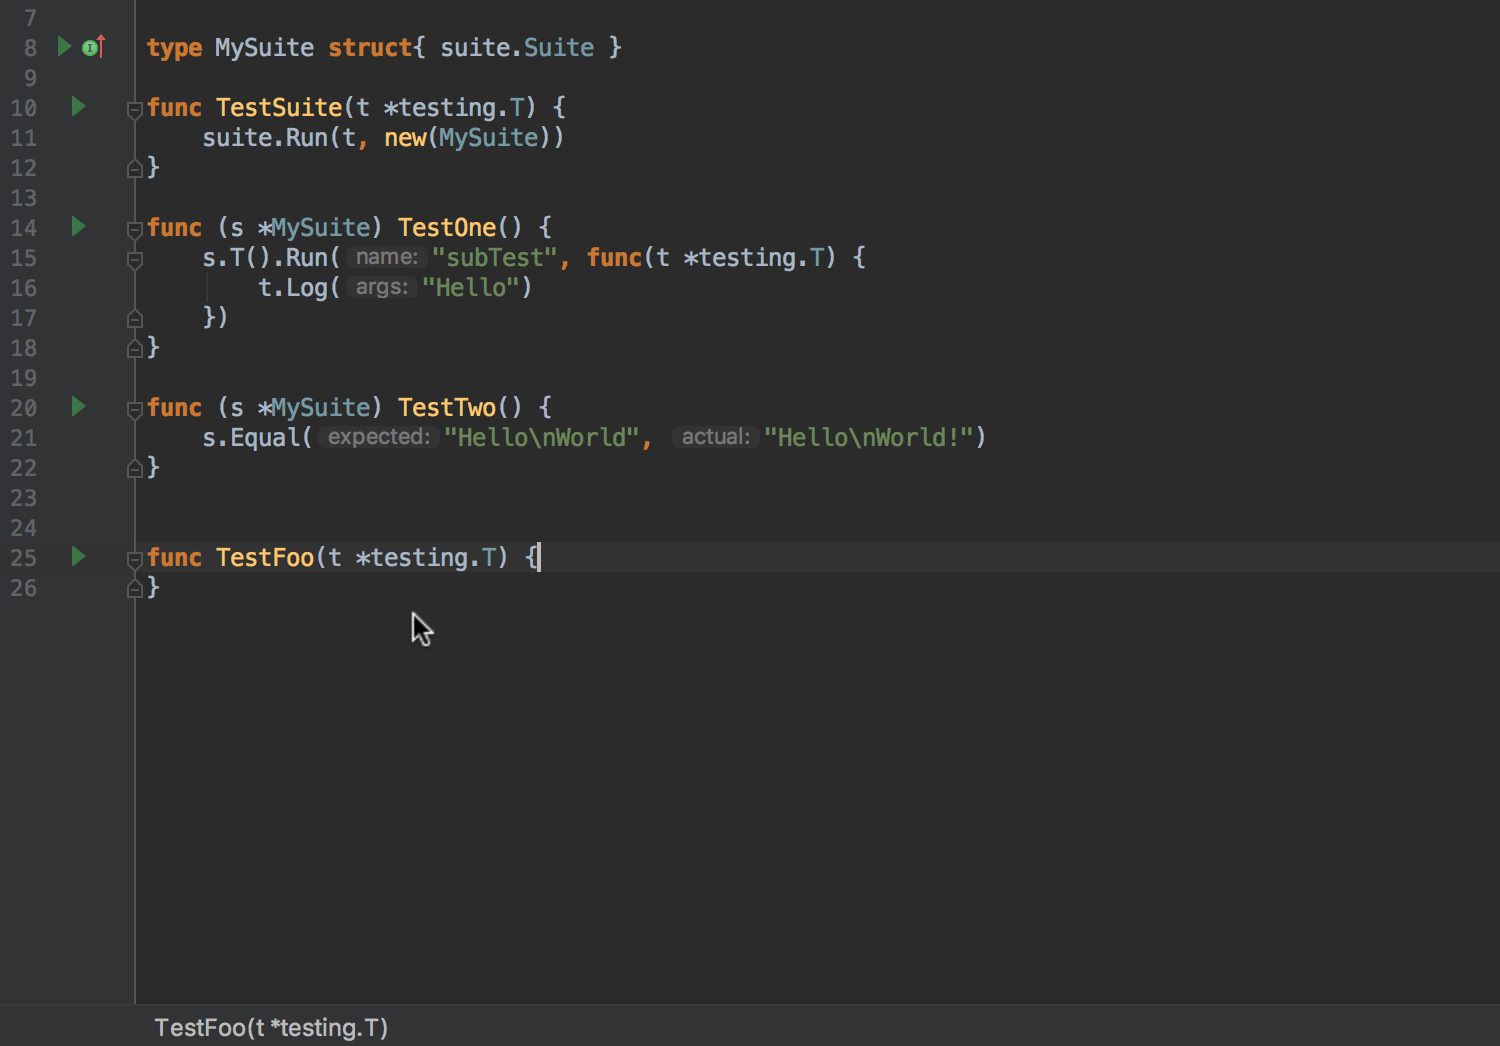 7
8 type MySuite struct{ suite.Suite }
9
10 func TestSuite(t *testing.T) {
11 suite.Run(t, new(MySuite))
12 }
13
14 func (s *MySuite) TestOne() {
15 s.T().Run( name: "subTest", func(t *testing.T) {
16 t.Log( args: "Hello")
17 })
18 }
19
20 func (s *MySuite) TestTwo() {
21 s.Equal( expected: "Hello\nWorld", actual: "Hello\nWorld!")
22 }
23
24
25 func TestFoo(t *testing.T) {
26 }
TestFoo(t *testing.T)